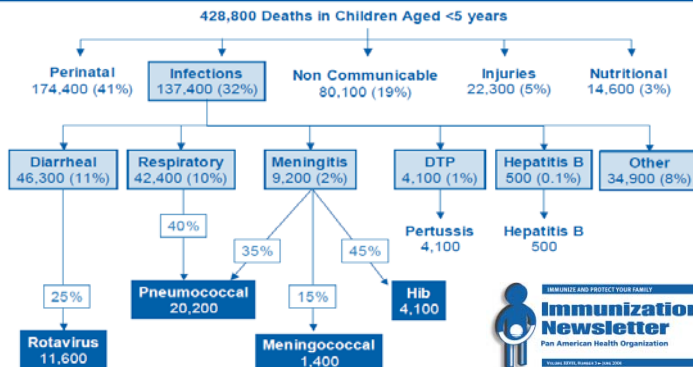 428,800 Deaths in Children Aged <5 years
Perinatal
174,400 (41%)
Infections
137,400 (32%)
Non Communicable
80,100 (19%)
Injuries
22,300 (5%)
Nutritional
14,600 (3%)
Diarrheal
46,300 (11%)
Respiratory
42,400 (10%)
Meningitis
9,200 (2%)
DTP
4,100 (1%)
Hepatitis B
500 (0.1%)
Other
34,900 (8%)
Pertussis
4,100
Hepatitis B
500
40%
35%
45%
25%
15%
Pneumococcal
20,200
Hib
4,100
Rotavirus
11,600
Meningococcal
1,400
IMMUNIZE AND PROTECT YOUR FAMILY
Immunization
Newsletter
Pan American Health Organization